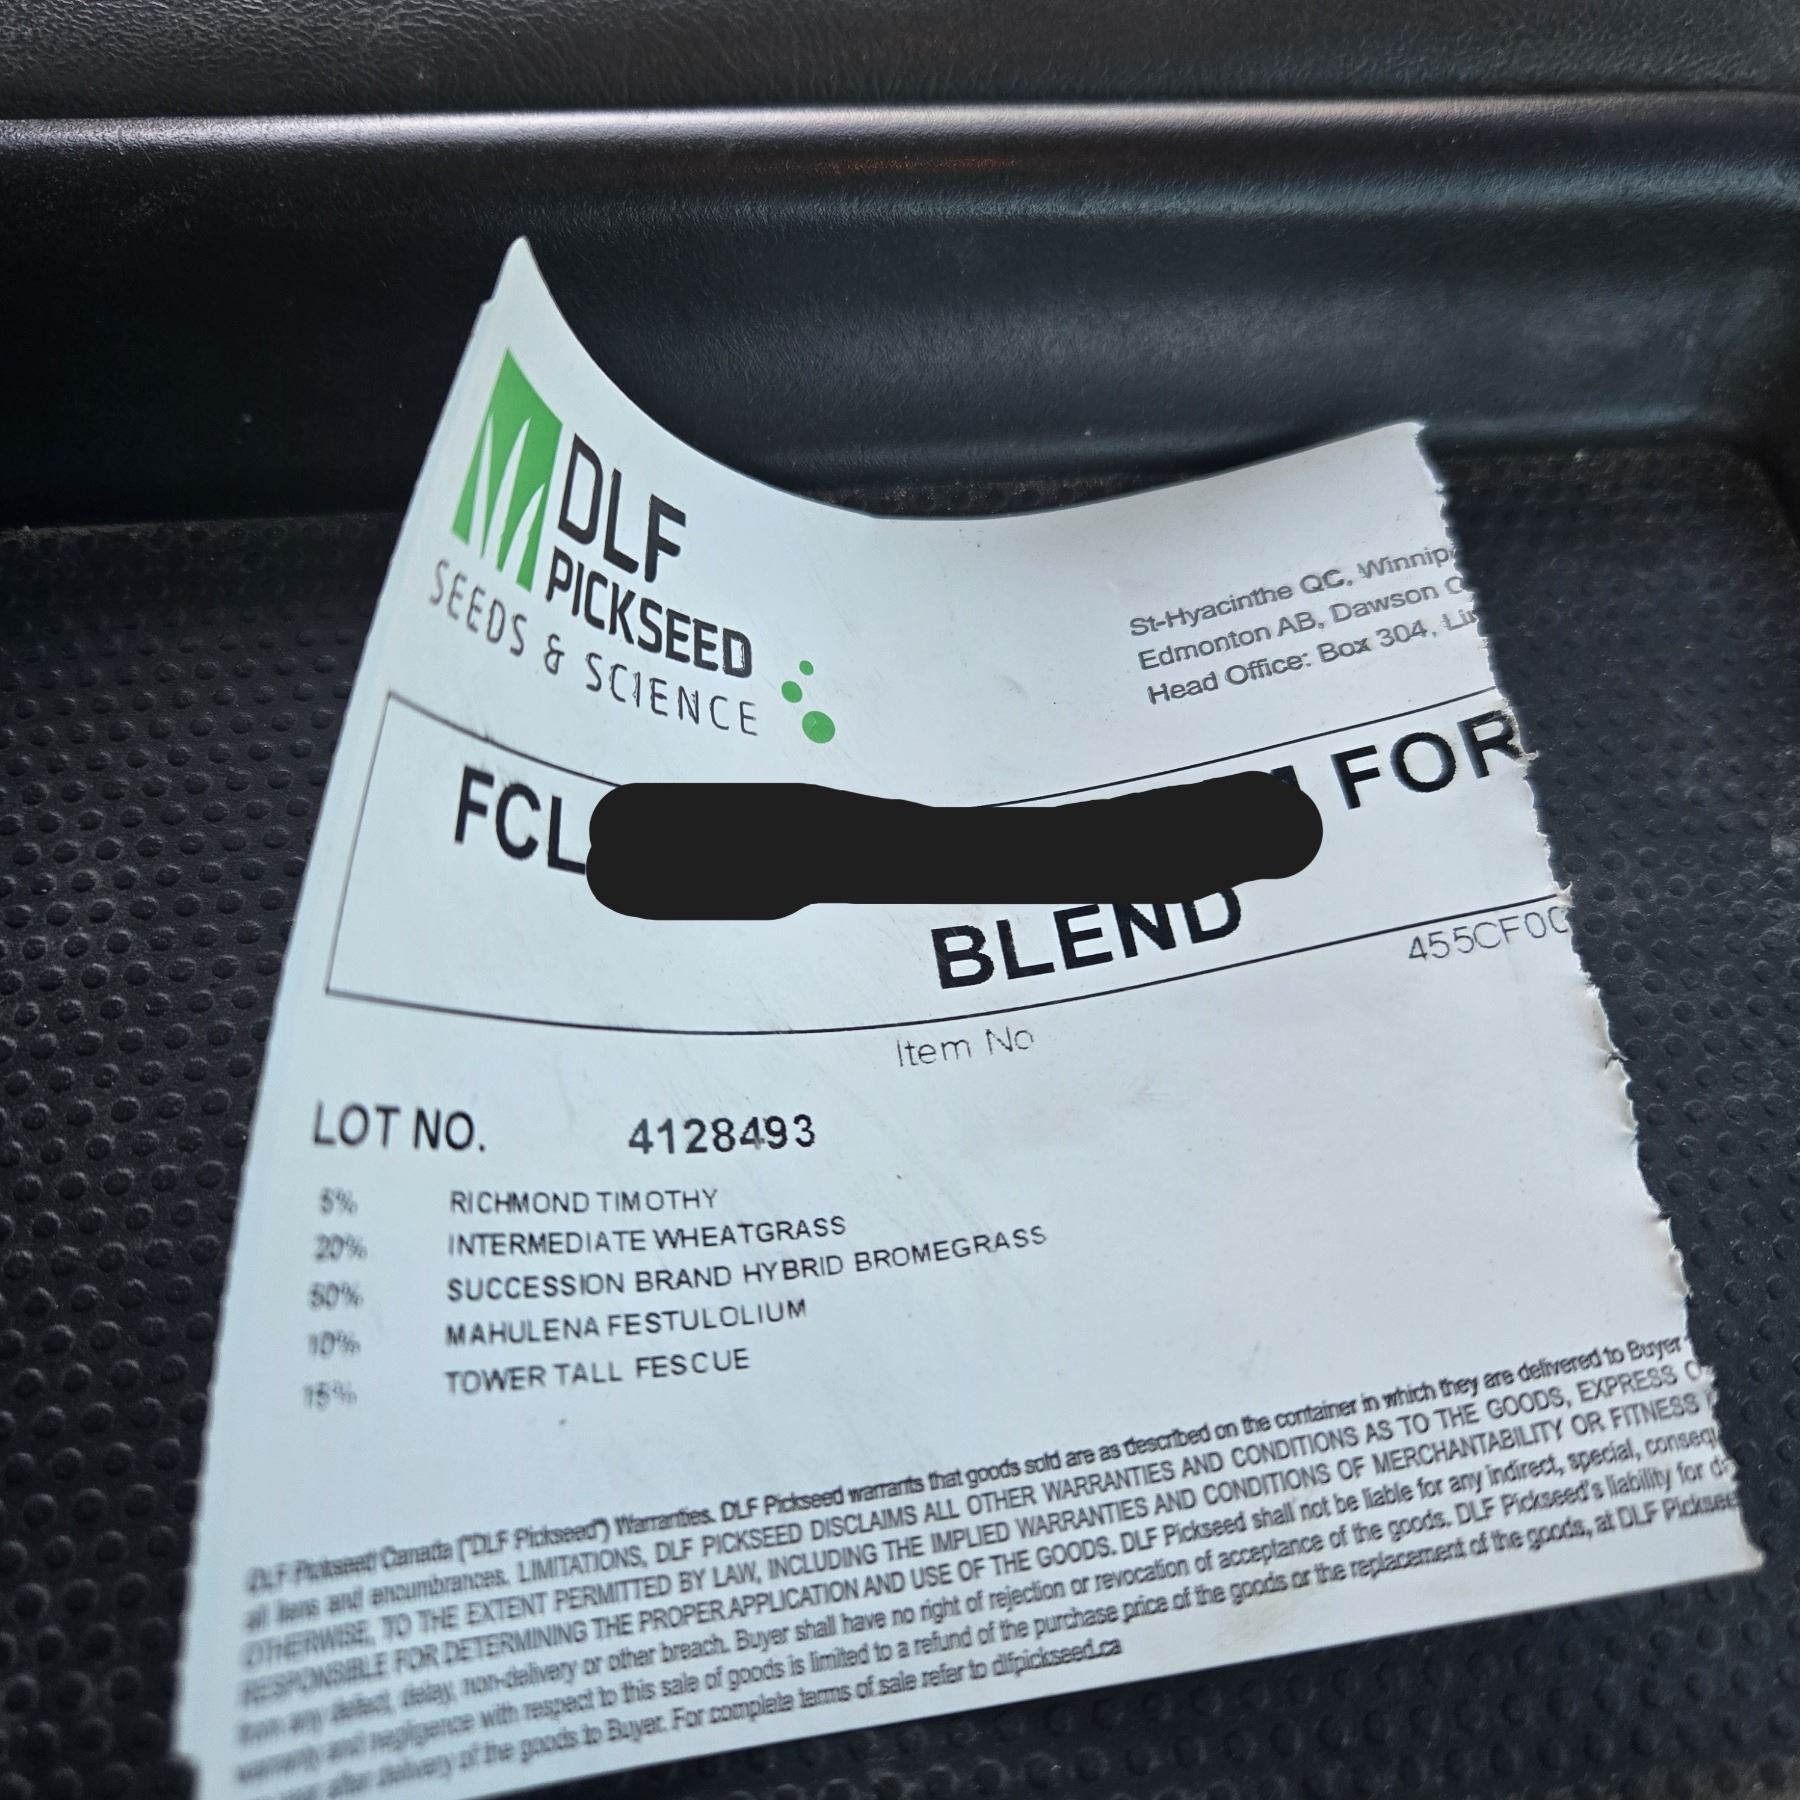 DLF
PICKSEED
SEEDS & SCIENCE
St-Hyacinthe QC, Winnip
Edmonton AB, Dawson C
Head Office: Box 304, Lin
FCL FOR
BLEND
455CF00
Item No
LOT NO. 4128493
5% RICHMOND TIMOTHY
20% INTERMEDIATE WHEATGRASS
50% SUCCESSION BRAND HYBRID BROMEGRASS
10% MAHULENA FESTULOLIUM
15% TOWER TALL FESCUE
DLF Pickseed Canada ("DLF Pickseed") Warranties. DLF Pickseed warrants that goods sold are as described on the container in which they are delivered to Buyer
all liens and encumbrances. LIMITATIONS, DLF PICKSEED DISCLAIMS ALL OTHER WARRANTIES AND CONDITIONS AS TO THE GOODS, EXPRESS O
OTHERWISE, TO THE EXTENT PERMITTED BY LAW, INCLUDING THE IMPLIED WARRANTIES AND CONDITIONS OF MERCHANTABILITY OR FITNESS
RESPONSIBLE FOR DETERMINING THE PROPER APPLICATION AND USE OF THE GOODS. DLF Pickseed shall not be liable for any indirect, special, consequ
from any defect, delay, non-delivery or other breach. Buyer shall have no right of rejection or revocation of acceptance of the goods. DLF Pickseed's liability for
warranty and negligence with respect to this sale of goods is limited to a refund of the purchase price of the goods or the replacement of the goods, at DLF Picksee
after delivery of the goods to Buyer. For complete terms of sale refer to dlfpickseed.ca